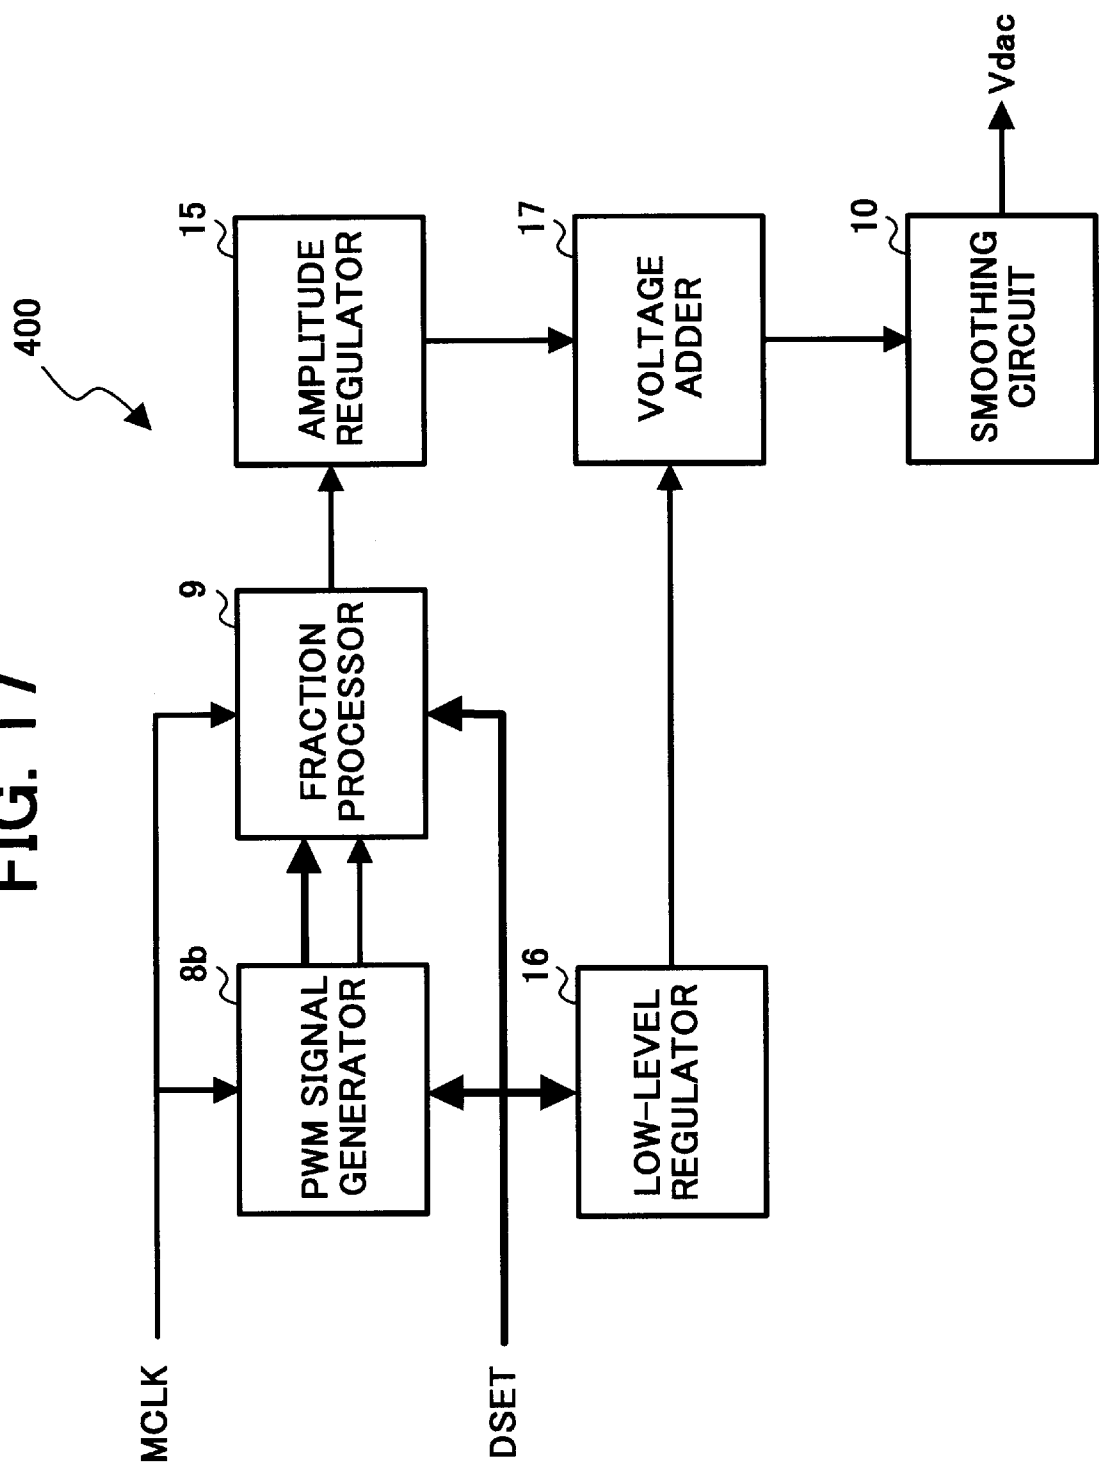 FIG. 17
400
MCLK
DSET
8b
PWM SIGNAL
GENERATOR
9
FRACTION
PROCESSOR
15
AMPLITUDE
REGULATOR
16
LOW-LEVEL
REGULATOR
17
VOLTAGE
ADDER
10
SMOOTHING
CIRCUIT
Vdac